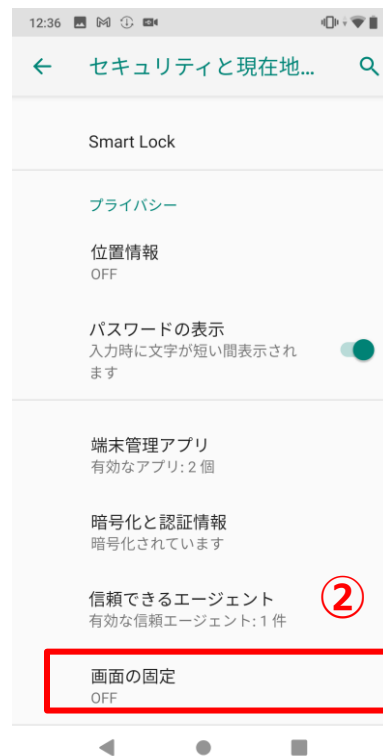 12:36
セキュリティと現在地...
Smart Lock
プライバシー
位置情報
OFF
パスワードの表示
入力時に文字が短い間表示され
ます
端末管理アプリ
有効なアプリ: 2 個
暗号化と認証情報
暗号化されています
信頼できるエージェント
有効な信頼エージェント: 1 件
②
画面の固定
OFF